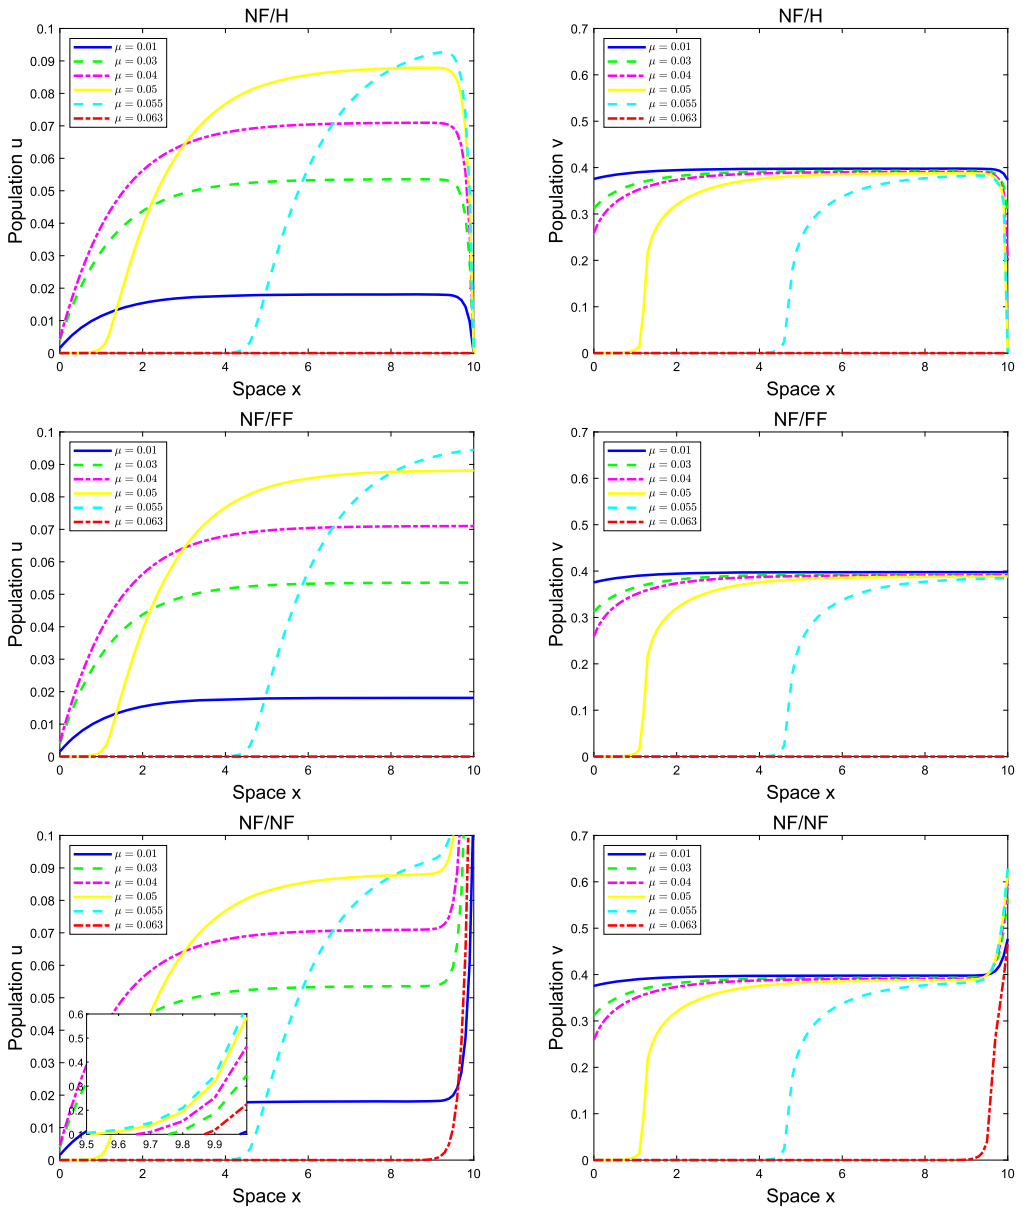 NF/H
0.1
0.09
0.08
0.07
0.06
0.05
0.04
0.03
0.02
0.01
0
Population u
μ = 0.01
μ = 0.03
μ = 0.04
μ = 0.05
μ = 0.055
μ = 0.063
0 2 4 6 8 10
Space x
NF/H
0.7
0.6
0.5
0.4
0.3
0.2
0.1
0
Population v
μ = 0.01
μ = 0.03
μ = 0.04
μ = 0.05
μ = 0.055
μ = 0.063
0 2 4 6 8 10
Space x
NF/FF
0.1
0.09
0.08
0.07
0.06
0.05
0.04
0.03
0.02
0.01
0
Population u
μ = 0.01
μ = 0.03
μ = 0.04
μ = 0.05
μ = 0.055
μ = 0.063
0 2 4 6 8 10
Space x
NF/FF
0.7
0.6
0.5
0.4
0.3
0.2
0.1
0
Population v
μ = 0.01
μ = 0.03
μ = 0.04
μ = 0.05
μ = 0.055
μ = 0.063
0 2 4 6 8 10
Space x
NF/NF
0.1
0.09
0.08
0.07
0.06
0.05
0.04
0.03
0.02
0.01
0
Population u
μ = 0.01
μ = 0.03
μ = 0.04
μ = 0.05
μ = 0.055
μ = 0.063
0.6
0.5
0.4
0.3
0.2
0.1
9.5 9.6 9.7 9.8 9.9
0 2 4 6 8 10
Space x
NF/NF
0.7
0.6
0.5
0.4
0.3
0.2
0.1
0
Population v
μ = 0.01
μ = 0.03
μ = 0.04
μ = 0.05
μ = 0.055
μ = 0.063
0 2 4 6 8 10
Space x